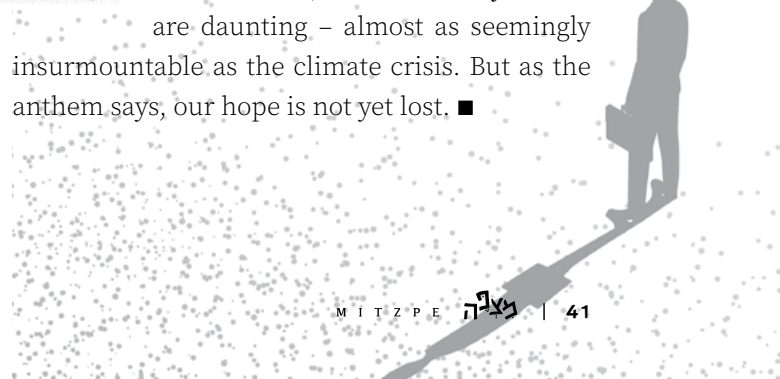 are daunting – almost as seemingly
insurmountable as the climate crisis. But as the
anthem says, our hope is not yet lost. ■
MITZPE מצפה | 41